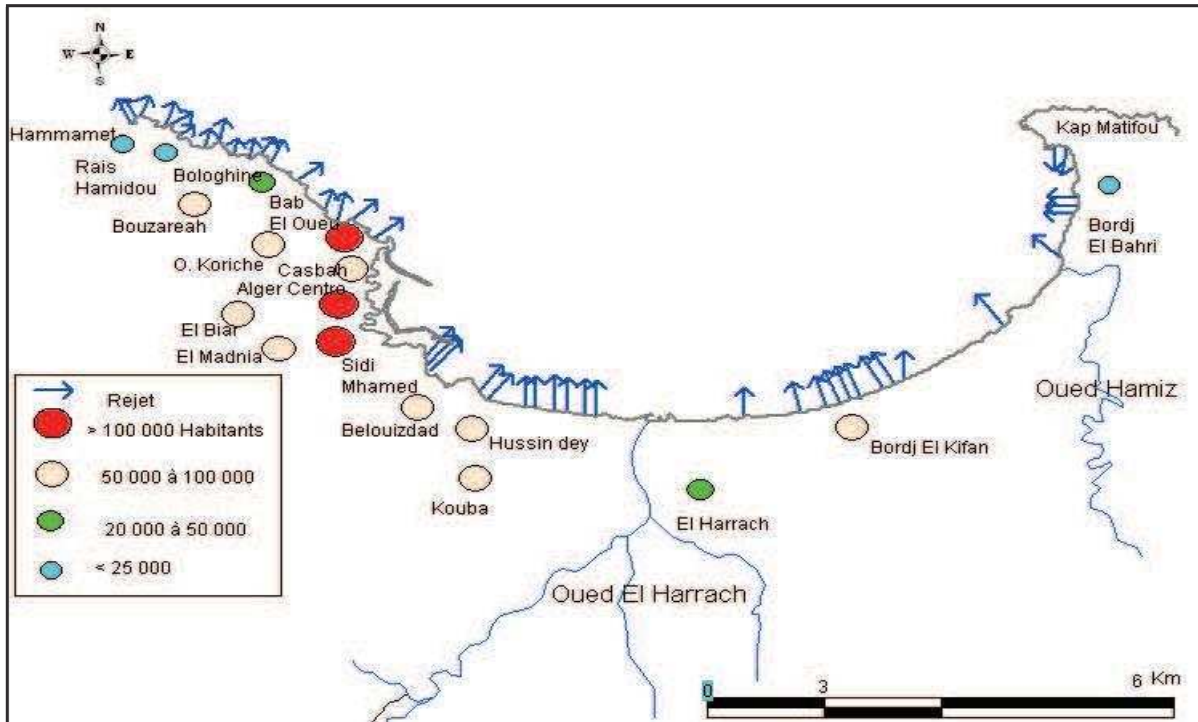 N
W E
S
Hammamet
Rais
Hamidou
Bologhine
Bouzareah
Bab
El Oueu
O. Koriche
Casbah
Alger Centre
El Biar
El Madnia
Sidi
Mhamed
Belouizdad
Hussin dey
Kouba
El Harrach
Bordj El Kifan
Kap Matifou
Bordj
El Bahri
Oued Hamiz
Oued El Harrach
Rejet
> 100 000 Habitants
50 000 à 100 000
20 000 à 50 000
< 25 000
0 3 6 Km